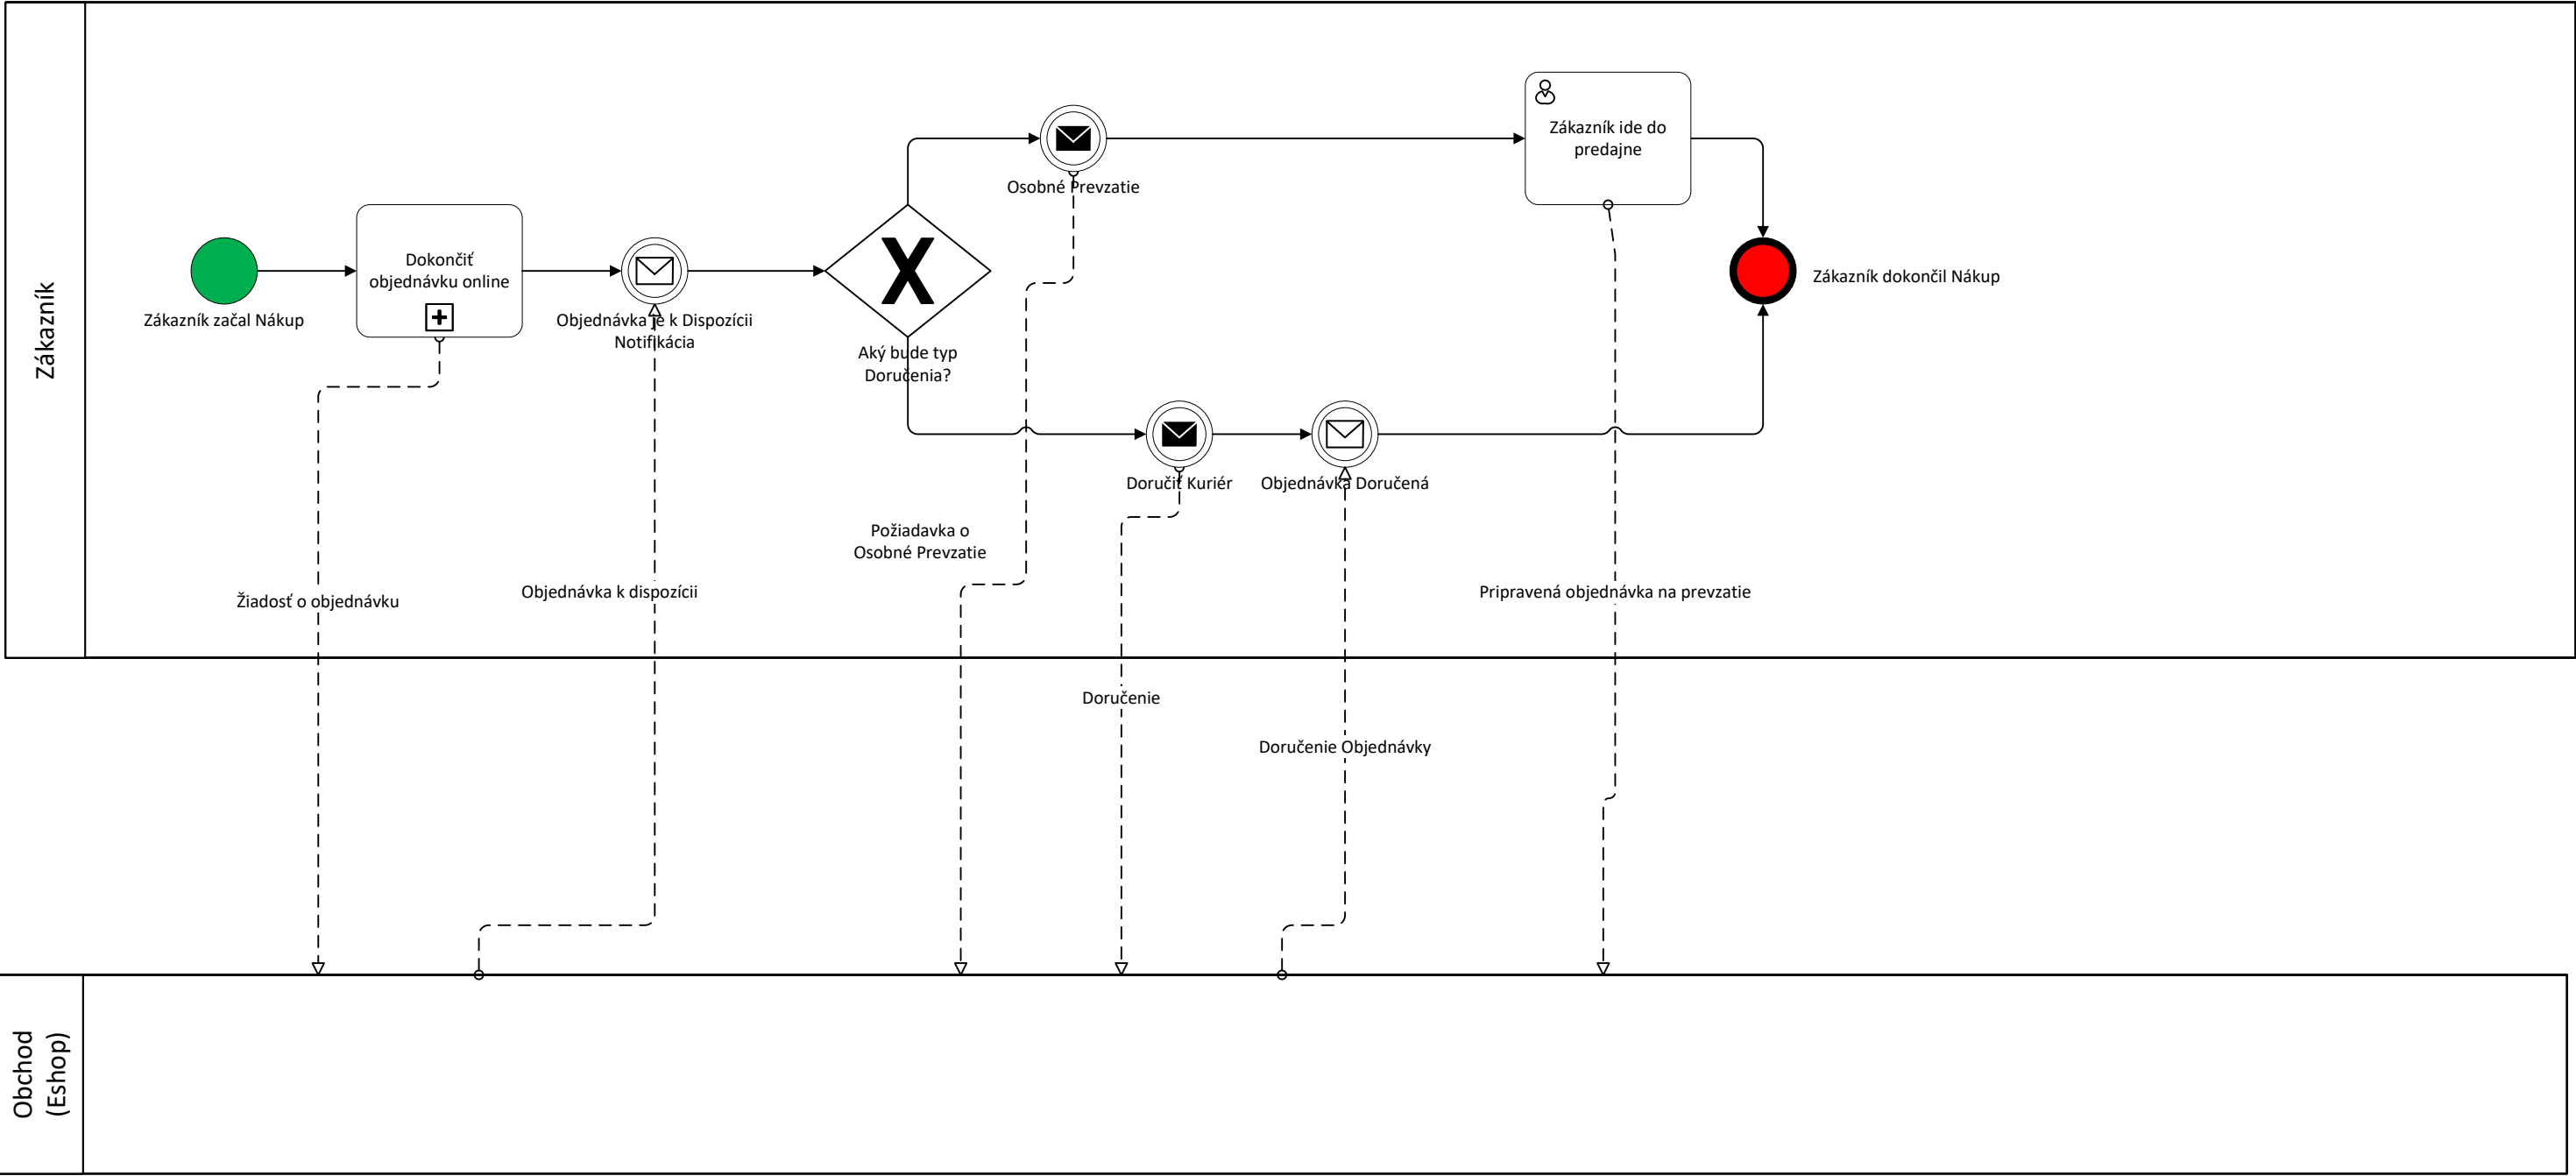 Zákazník
Zákazník začal Nákup
Dokončiť
objednávku online
Objednávka je k Dispozícii
Notifikácia
Aký bude typ
Doručenia?
Osobné Prevzatie
Zákazník ide do
predajne
Zákazník dokončil Nákup
Doručiť Kuriér
Objednávka Doručená
Požiadavka o
Osobné Prevzatie
Žiadosť o objednávku
Objednávka k dispozícii
Pripravená objednávka na prevzatie
Doručenie
Doručenie Objednávky
Obchod
(Eshop)